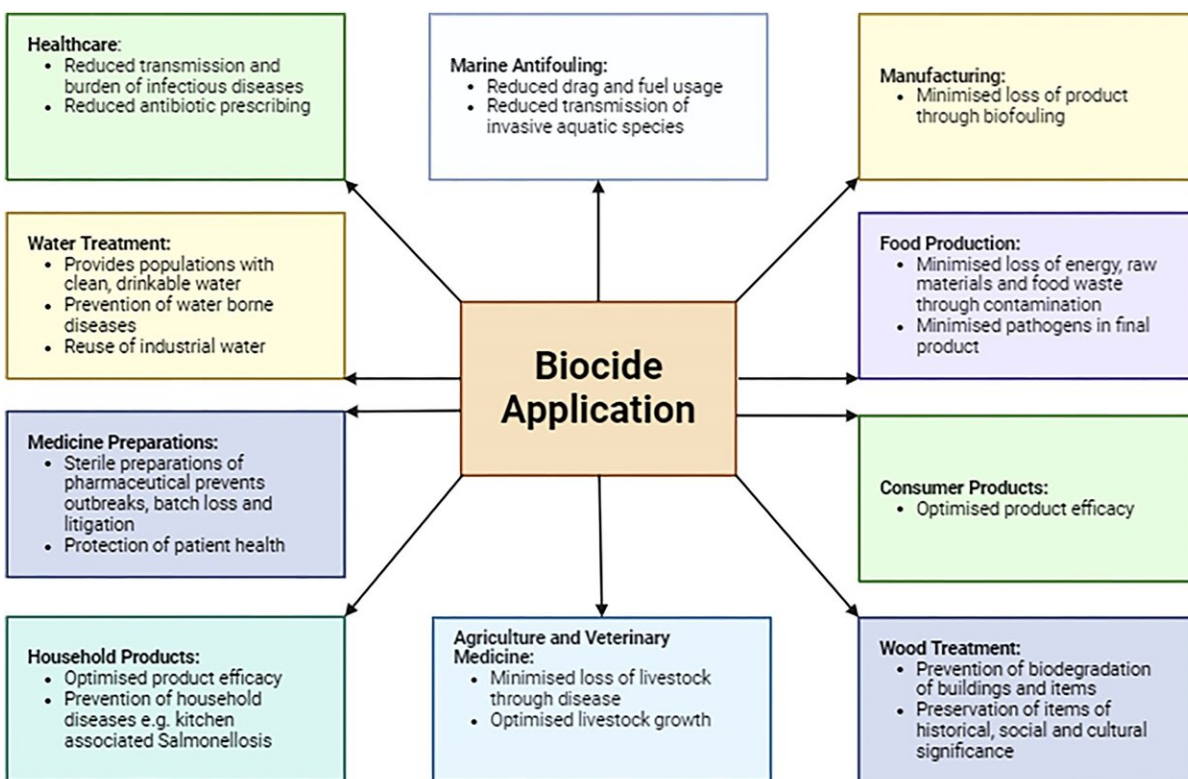 Healthcare:
• Reduced transmission and
burden of infectious diseases
• Reduced antibiotic prescribing
Marine Antifouling:
• Reduced drag and fuel usage
• Reduced transmission of
invasive aquatic species
Manufacturing:
• Minimised loss of product
through biofouling
Water Treatment:
• Provides populations with
clean, drinkable water
• Prevention of water borne
diseases
• Reuse of industrial water
Food Production:
• Minimised loss of energy, raw
materials and food waste
through contamination
• Minimised pathogens in final
product
Biocide
Application
Medicine Preparations:
• Sterile preparations of
pharmaceutical prevents
outbreaks, batch loss and
litigation
• Protection of patient health
Consumer Products:
• Optimised product efficacy
Household Products:
• Optimised product efficacy
• Prevention of household
diseases e.g. kitchen
associated Salmonellosis
Agriculture and Veterinary
Medicine:
• Minimised loss of livestock
through disease
• Optimised livestock growth
Wood Treatment:
• Prevention of biodegradation
of buildings and items
• Preservation of items of
historical, social and cultural
significance